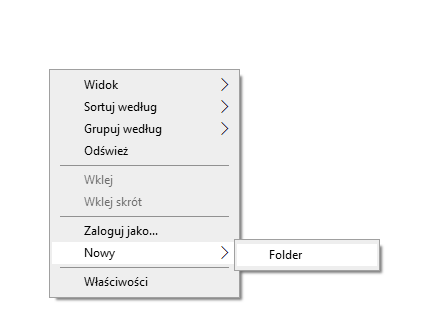 Widok
Sortuj według
Grupuj według
Odśwież
Wklej
Wklej skrót
Zaloguj jako...
Nowy
Folder
Właściwości